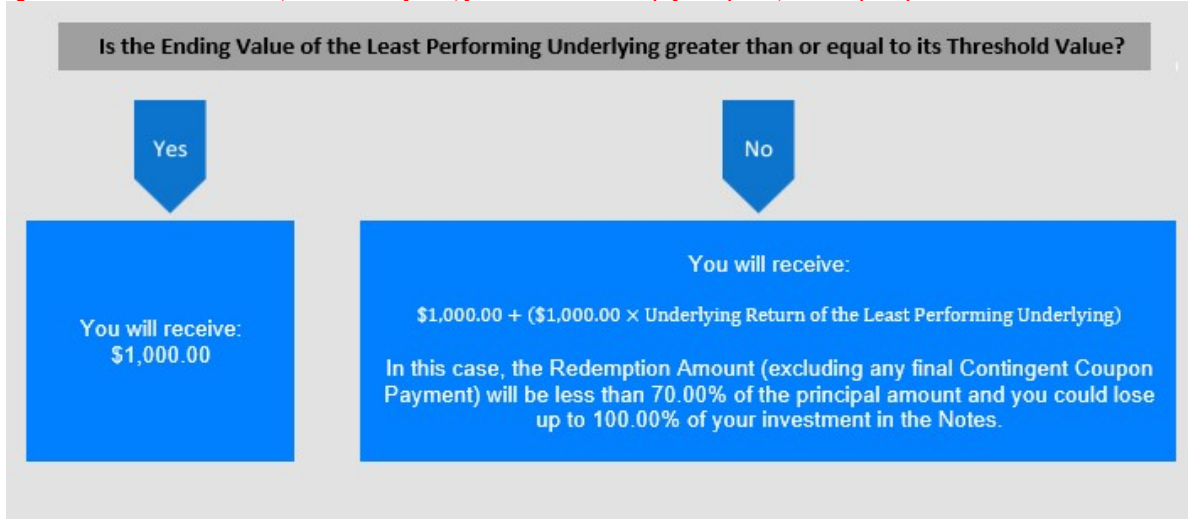 Is the Ending Value of the Least Performing Underlying greater than or equal to its Threshold Value?
Yes
No
You will receive:
$1,000.00
You will receive:
$1,000.00 + ($1,000.00 × Underlying Return of the Least Performing Underlying)
In this case, the Redemption Amount (excluding any final Contingent Coupon
Payment) will be less than 70.00% of the principal amount and you could lose
up to 100.00% of your investment in the Notes.